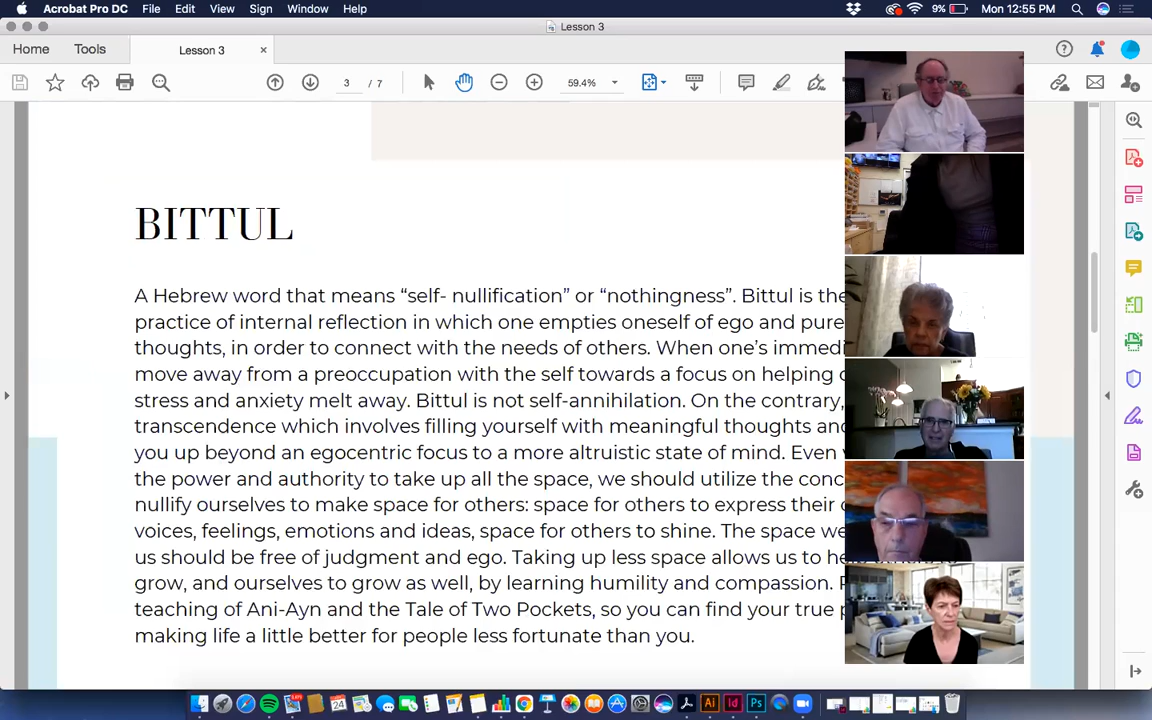 Acrobat Pro DC File Edit View Sign Window Help 9% Mon 12:55 PM
Lesson 3
Home Tools Lesson 3
3 / 7 59.4%
BITTUL
A Hebrew word that means “self- nullification” or “nothingness”. Bittul is the
practice of internal reflection in which one empties oneself of ego and pure
thoughts, in order to connect with the needs of others. When one’s immedi
move away from a preoccupation with the self towards a focus on helping
stress and anxiety melt away. Bittul is not self-annihilation. On the contrary,
transcendence which involves filling yourself with meaningful thoughts and
you up beyond an egocentric focus to a more altruistic state of mind. Even
the power and authority to take up all the space, we should utilize the conc
nullify ourselves to make space for others: space for others to express their
voices, feelings, emotions and ideas, space for others to shine. The space we
us should be free of judgment and ego. Taking up less space allows us to
grow, and ourselves to grow as well, by learning humility and compassion.
teaching of Ani-Ayn and the Tale of Two Pockets, so you can find your true
making life a little better for people less fortunate than you.